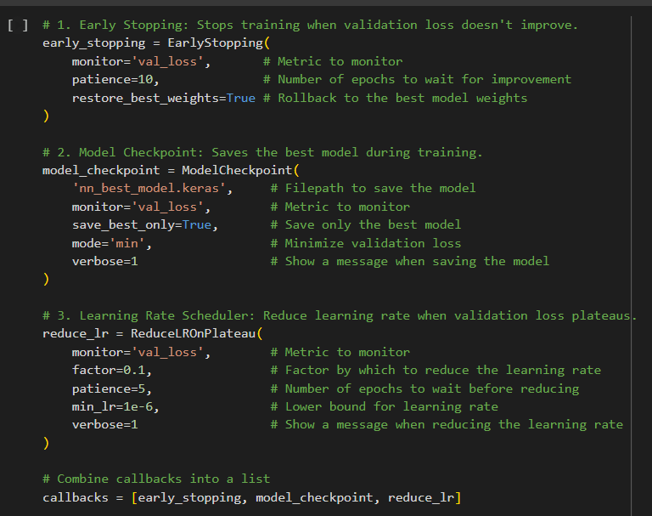 [ ] # 1. Early Stopping: Stops training when validation loss doesn't improve.
early_stopping = EarlyStopping(
    monitor='val_loss',       # Metric to monitor
    patience=10,              # Number of epochs to wait for improvement
    restore_best_weights=True # Rollback to the best model weights
)

# 2. Model Checkpoint: Saves the best model during training.
model_checkpoint = ModelCheckpoint(
    'nn_best_model.keras',     # Filepath to save the model
    monitor='val_loss',        # Metric to monitor
    save_best_only=True,       # Save only the best model
    mode='min',                # Minimize validation loss
    verbose=1                  # Show a message when saving the model
)

# 3. Learning Rate Scheduler: Reduce learning rate when validation loss plateaus.
reduce_lr = ReduceLROnPlateau(
    monitor='val_loss',        # Metric to monitor
    factor=0.1,                # Factor by which to reduce the learning rate
    patience=5,                # Number of epochs to wait before reducing
    min_lr=1e-6,               # Lower bound for learning rate
    verbose=1                  # Show a message when reducing the learning rate
)

# Combine callbacks into a list
callbacks = [early_stopping, model_checkpoint, reduce_lr]